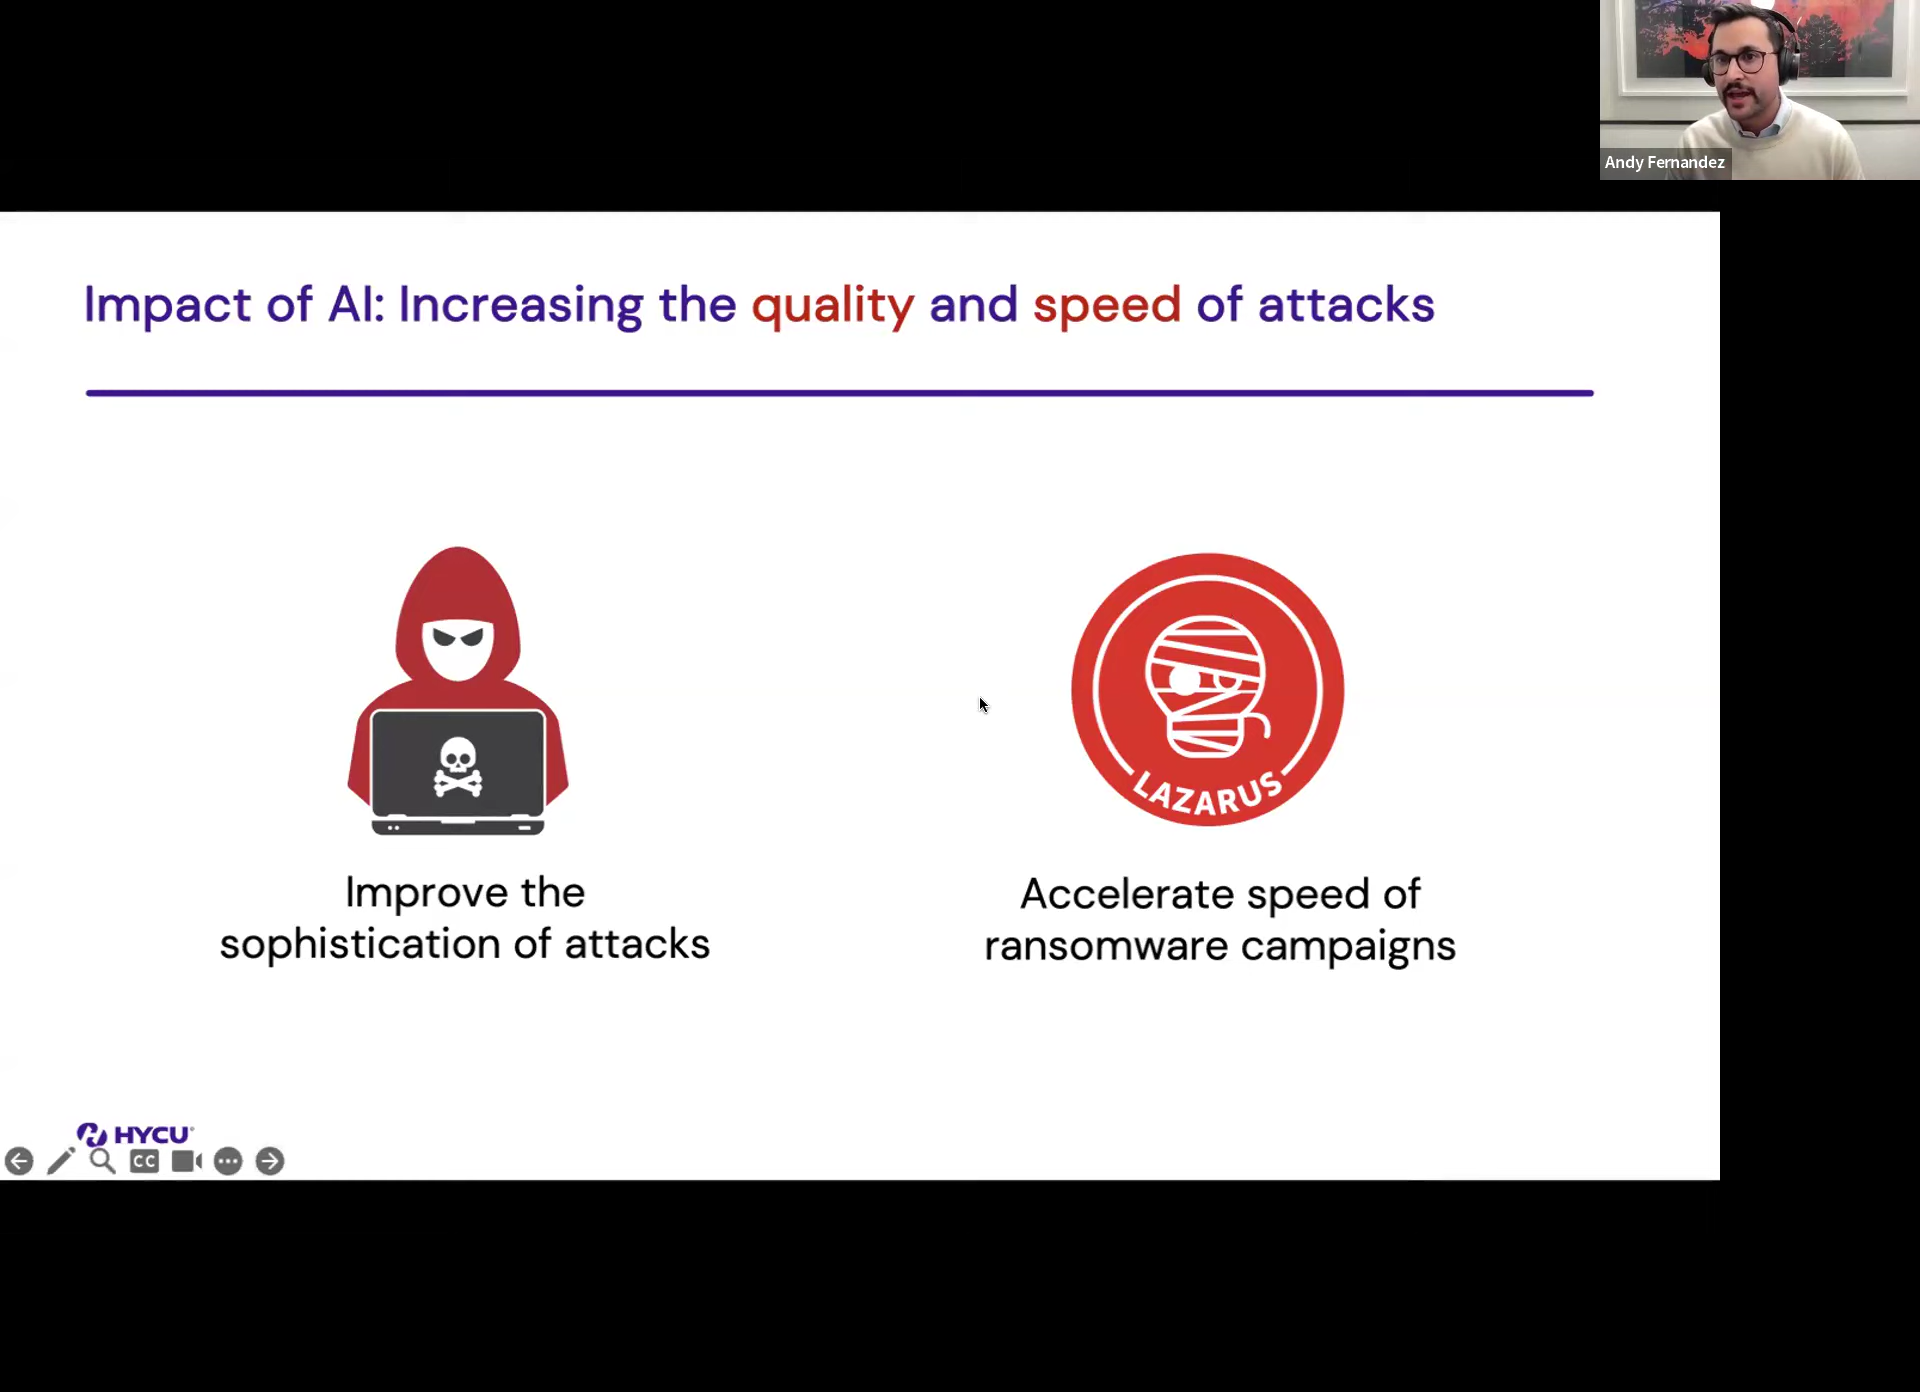 Andy Fernandez
Impact of AI: Increasing the quality and speed of attacks
LAZARUS
Improve the
sophistication of attacks
Accelerate speed of
ransomware campaigns
HYCU®
CC